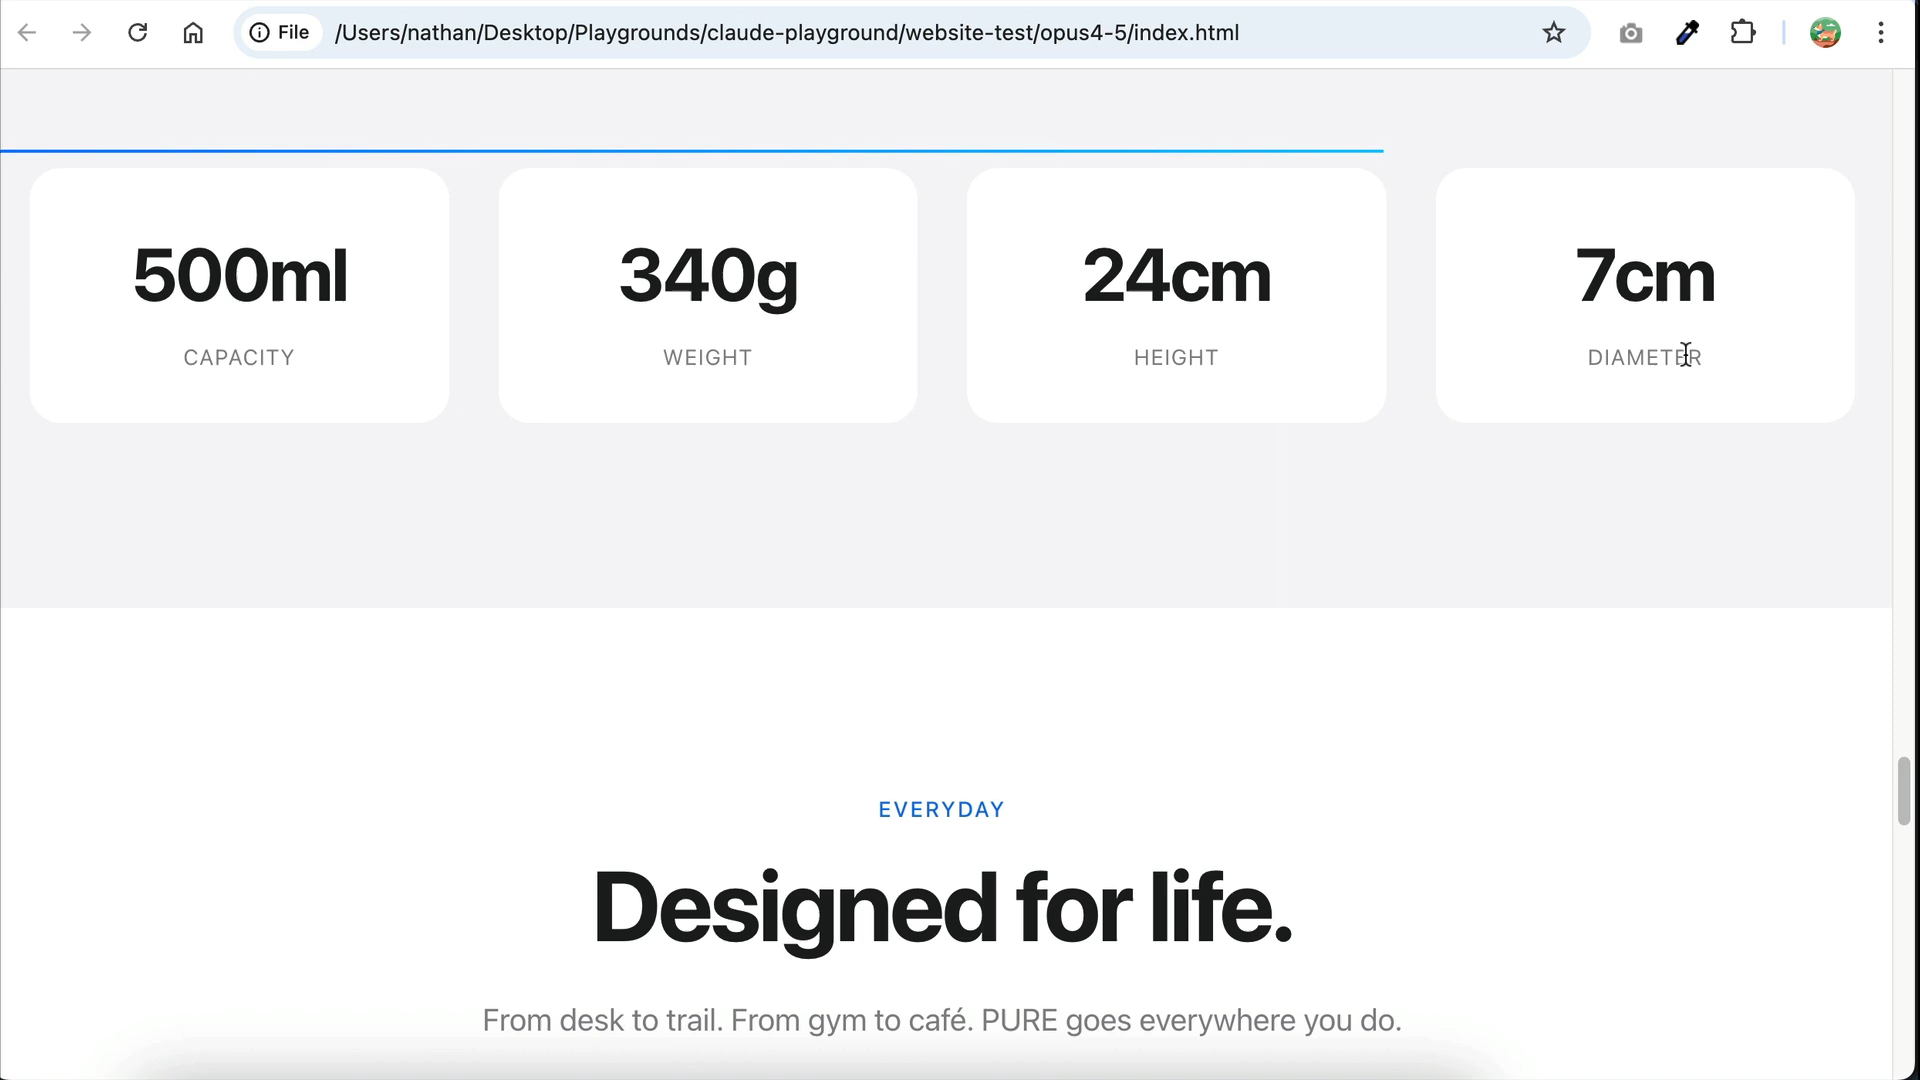 File /Users/nathan/Desktop/Playgrounds/claude-playground/website-test/opus4-5/index.html
500ml 340g 24cm 7cm
CAPACITY WEIGHT HEIGHT DIAMETER
EVERYDAY
Designed for life.
From desk to trail. From gym to café. PURE goes everywhere you do.